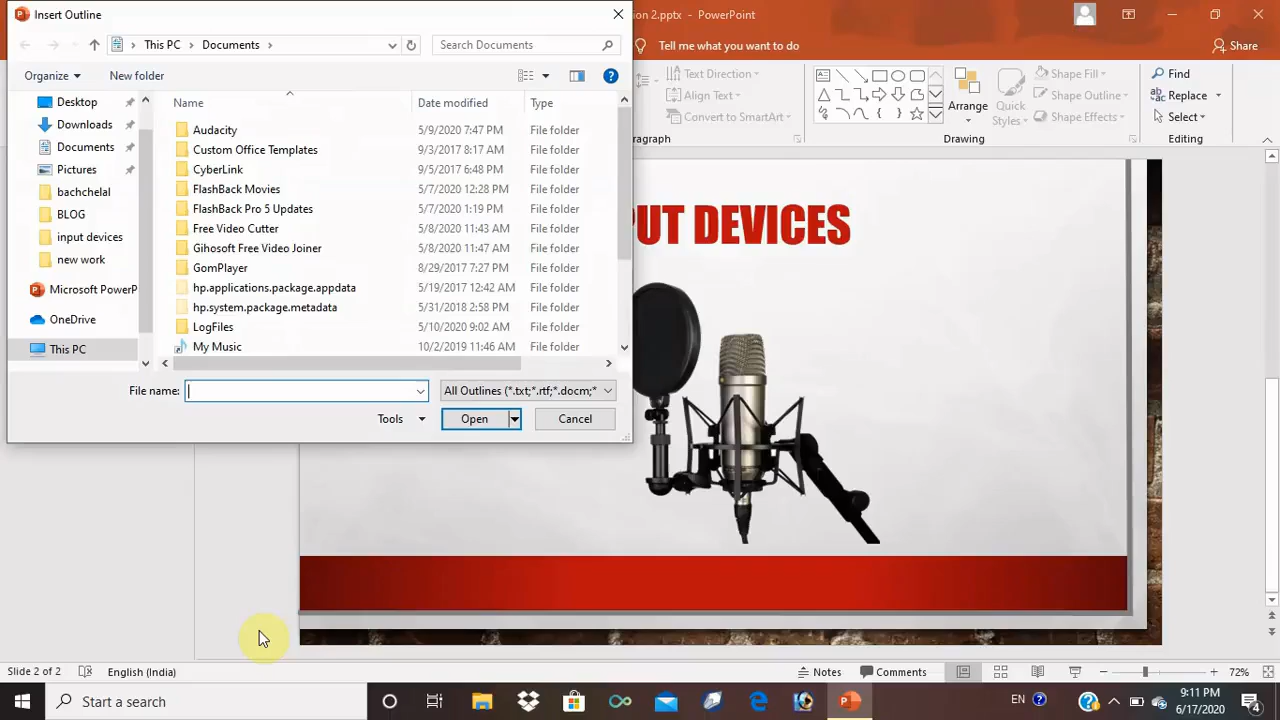 Insert Outline
ion 2.pptx - PowerPoint
This PC
Documents
Search Documents
Tell me what you want to do
Share
Organize
New folder
Text Direction
Align Text
Convert to SmartArt
Arrange
Quick
Styles
Shape Fill
Shape Outline
Shape Effects
Find
Replace
Select
ragraph
Drawing
Editing
Desktop
Downloads
Documents
Pictures
bachchelal
BLOG
input devices
new work
Microsoft PowerP
OneDrive
This PC
Name Date modified Type
Audacity 5/9/2020 7:47 PM File folder
Custom Office Templates 9/3/2017 8:17 AM File folder
CyberLink 9/5/2017 6:48 PM File folder
FlashBack Movies 5/7/2020 12:28 PM File folder
FlashBack Pro 5 Updates 5/7/2020 1:19 PM File folder
Free Video Cutter 5/8/2020 11:43 AM File folder
Gihosoft Free Video Joiner 5/8/2020 11:47 AM File folder
GomPlayer 8/29/2017 7:27 PM File folder
hp.applications.package.appdata 5/19/2017 12:42 AM File folder
hp.system.package.metadata 5/31/2018 2:58 PM File folder
LogFiles 5/10/2020 9:02 AM File folder
My Music 10/2/2019 11:46 AM File folder
File name:
All Outlines (*.txt;*.rtf;*.docm;*
Tools
Open
Cancel
PUT DEVICES
Slide 2 of 2
English (India)
Notes
Comments
72%
Start a search
EN
9:11 PM
6/17/2020
4